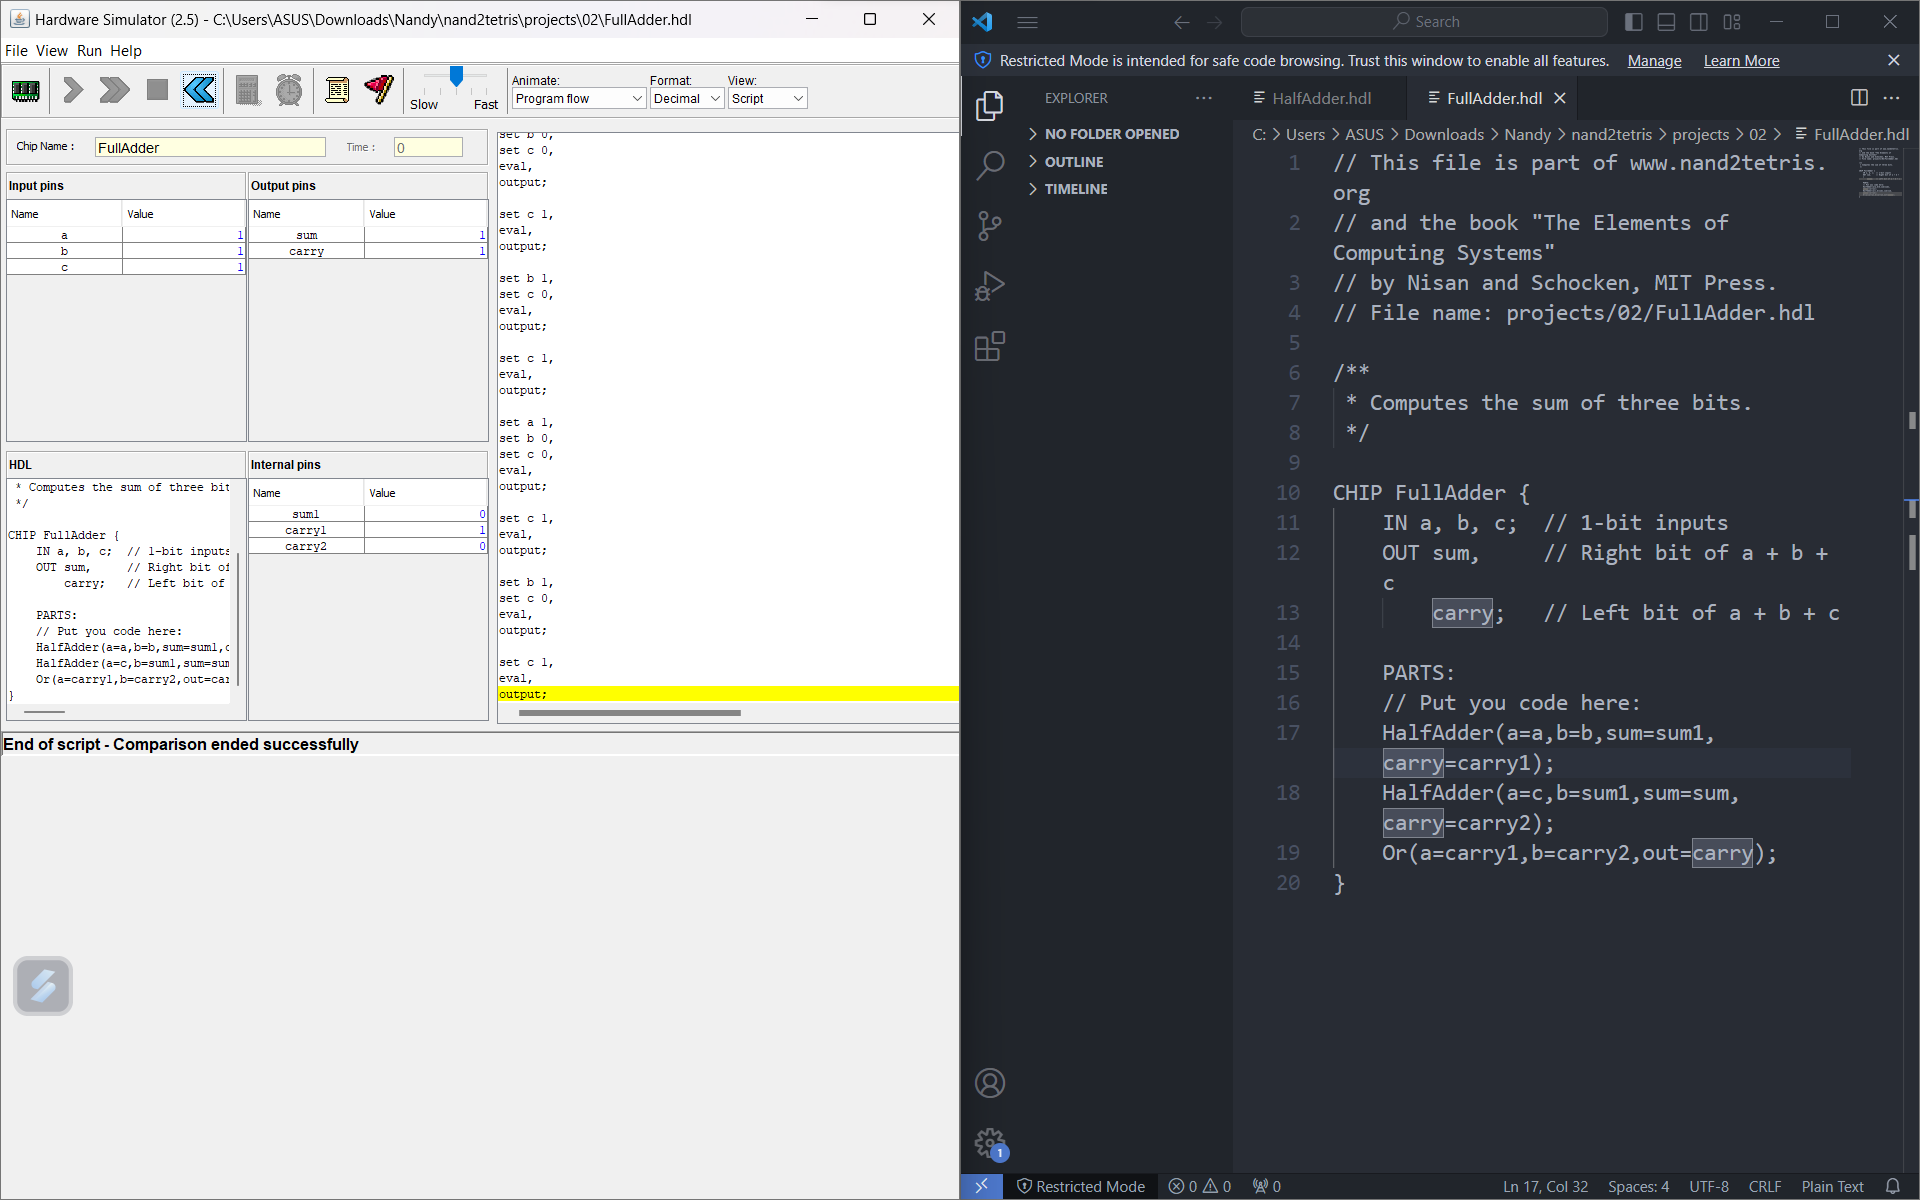 Hardware Simulator (2.5) - C:\Users\ASUS\Downloads\Nandy\nand2tetris\projects\02\FullAdder.hdl
File View Run Help
Slow Fast
Animate:
Program flow
Format:
Decimal
View:
Script
Chip Name :
FullAdder
Time :
0
Input pins
Name Value
a 1
b 1
c 1
Output pins
Name Value
sum 1
carry 1
HDL
* Computes the sum of three bit
*/
CHIP FullAdder {
IN a, b, c; // 1-bit inputs
OUT sum, // Right bit of
carry; // Left bit of
PARTS:
// Put you code here:
HalfAdder(a=a,b=b,sum=sum1,c
HalfAdder(a=c,b=sum1,sum=sum
Or(a=carry1,b=carry2,out=car
}
Internal pins
Name Value
sum1 0
carry1 1
carry2 0
set b 0,
set c 0,
eval,
output;
set c 1,
eval,
output;
set b 1,
set c 0,
eval,
output;
set c 1,
eval,
output;
set a 1,
set b 0,
set c 0,
eval,
output;
set c 1,
eval,
output;
set b 1,
set c 0,
eval,
output;
set c 1,
eval,
output;
End of script - Comparison ended successfully
Search
Restricted Mode is intended for safe code browsing. Trust this window to enable all features. Manage Learn More
EXPLORER
NO FOLDER OPENED
OUTLINE
TIMELINE
HalfAdder.hdl FullAdder.hdl
C: > Users > ASUS > Downloads > Nandy > nand2tetris > projects > 02 > FullAdder.hdl
1 // This file is part of www.nand2tetris.
org
2 // and the book "The Elements of
Computing Systems"
3 // by Nisan and Schocken, MIT Press.
4 // File name: projects/02/FullAdder.hdl
5
6 /**
7 * Computes the sum of three bits.
8 */
9
10 CHIP FullAdder {
11 IN a, b, c; // 1-bit inputs
12 OUT sum, // Right bit of a + b +
c
13 carry; // Left bit of a + b + c
14
15 PARTS:
16 // Put you code here:
17 HalfAdder(a=a,b=b,sum=sum1,
carry=carry1);
18 HalfAdder(a=c,b=sum1,sum=sum,
carry=carry2);
19 Or(a=carry1,b=carry2,out=carry);
20 }
1
Restricted Mode 0 0 0
Ln 17, Col 32 Spaces: 4 UTF-8 CRLF Plain Text